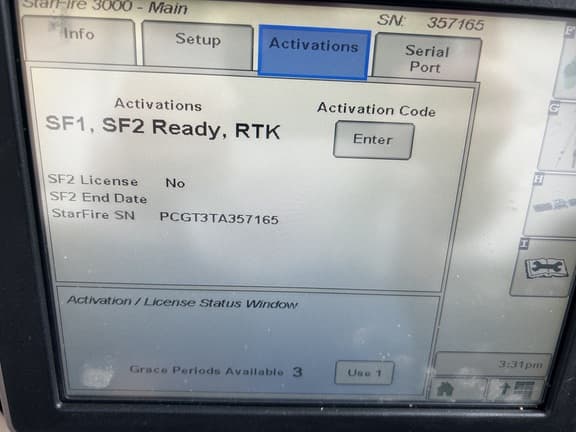 StarFire 3000 - Main
SN: 357165
Info
Setup
Activations
Serial
Port
Activations
SF1, SF2 Ready, RTK
Activation Code
Enter
SF2 License No
SF2 End Date
StarFire SN PCGT3TA357165
Activation / License Status Window
Grace Periods Available 3
Use 1
3:31pm
F
G
H
I